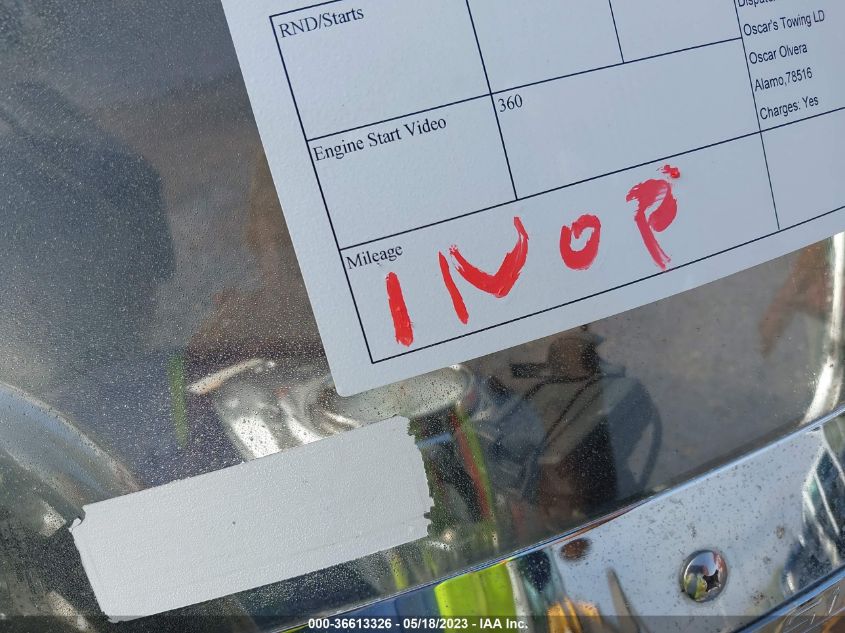 RND/Starts
Oscar's Towing LD
Oscar Olvera
Alamo,78516
Charges: Yes
Engine Start Video
360
Mileage
INOP
000-36613326 - 05/18/2023 - IAA Inc.